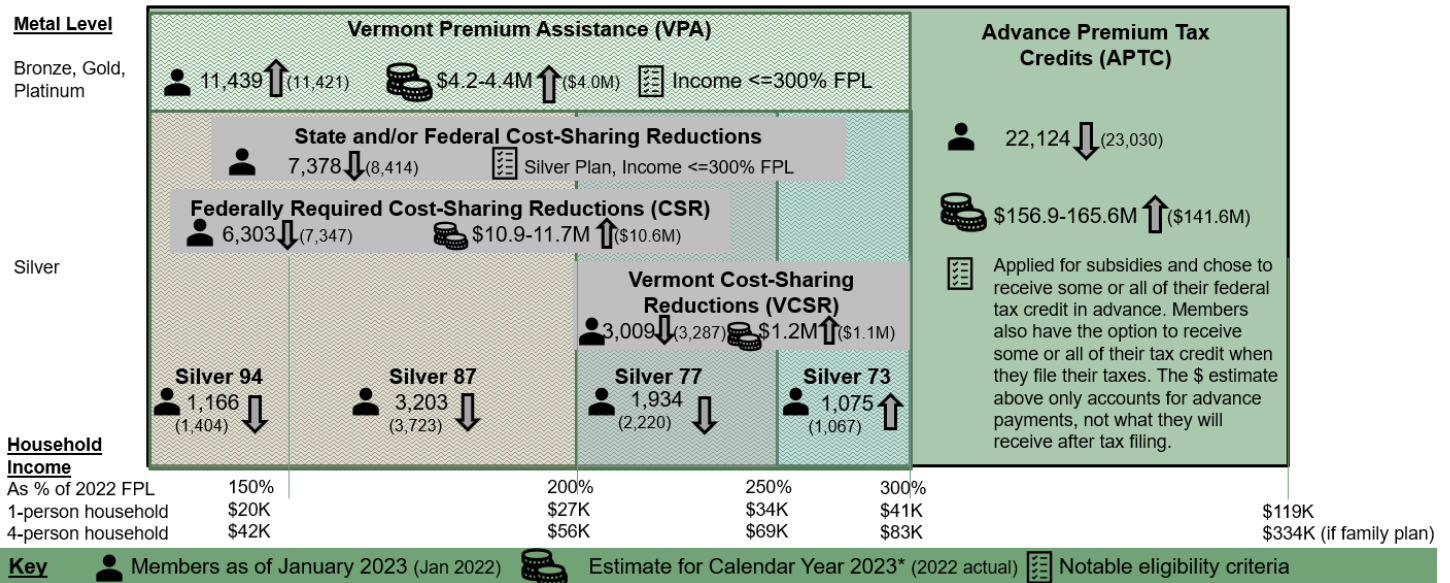 Metal Level
Bronze, Gold,
Platinum
Vermont Premium Assistance (VPA)
11,439 (11,421)
$4.2-4.4M ($4.0M)
Income <=300% FPL
Advance Premium Tax
Credits (APTC)
22,124 (23,030)
$156.9-165.6M ($141.6M)
Applied for subsidies and chose to
receive some or all of their federal
tax credit in advance. Members
also have the option to receive
some or all of their tax credit when
they file their taxes. The $ estimate
above only accounts for advance
payments, not what they will
receive after tax filing.
State and/or Federal Cost-Sharing Reductions
7,378 (8,414)
Silver Plan, Income <=300% FPL
Federally Required Cost-Sharing Reductions (CSR)
6,303 (7,347)
$10.9-11.7M ($10.6M)
Silver
Vermont Cost-Sharing
Reductions (VCSR)
3,009 (3,287)
$1.2M ($1.1M)
Silver 94
1,166
(1,404)
Silver 87
3,203
(3,723)
Silver 77
1,934
(2,220)
Silver 73
1,075
(1,067)
Household
Income
As % of 2022 FPL 150% 200% 250% 300%
1-person household $20K $27K $34K $41K $119K
4-person household $42K $56K $69K $83K $334K (if family plan)
Key Members as of January 2023 (Jan 2022) Estimate for Calendar Year 2023* (2022 actual) Notable eligibility criteria